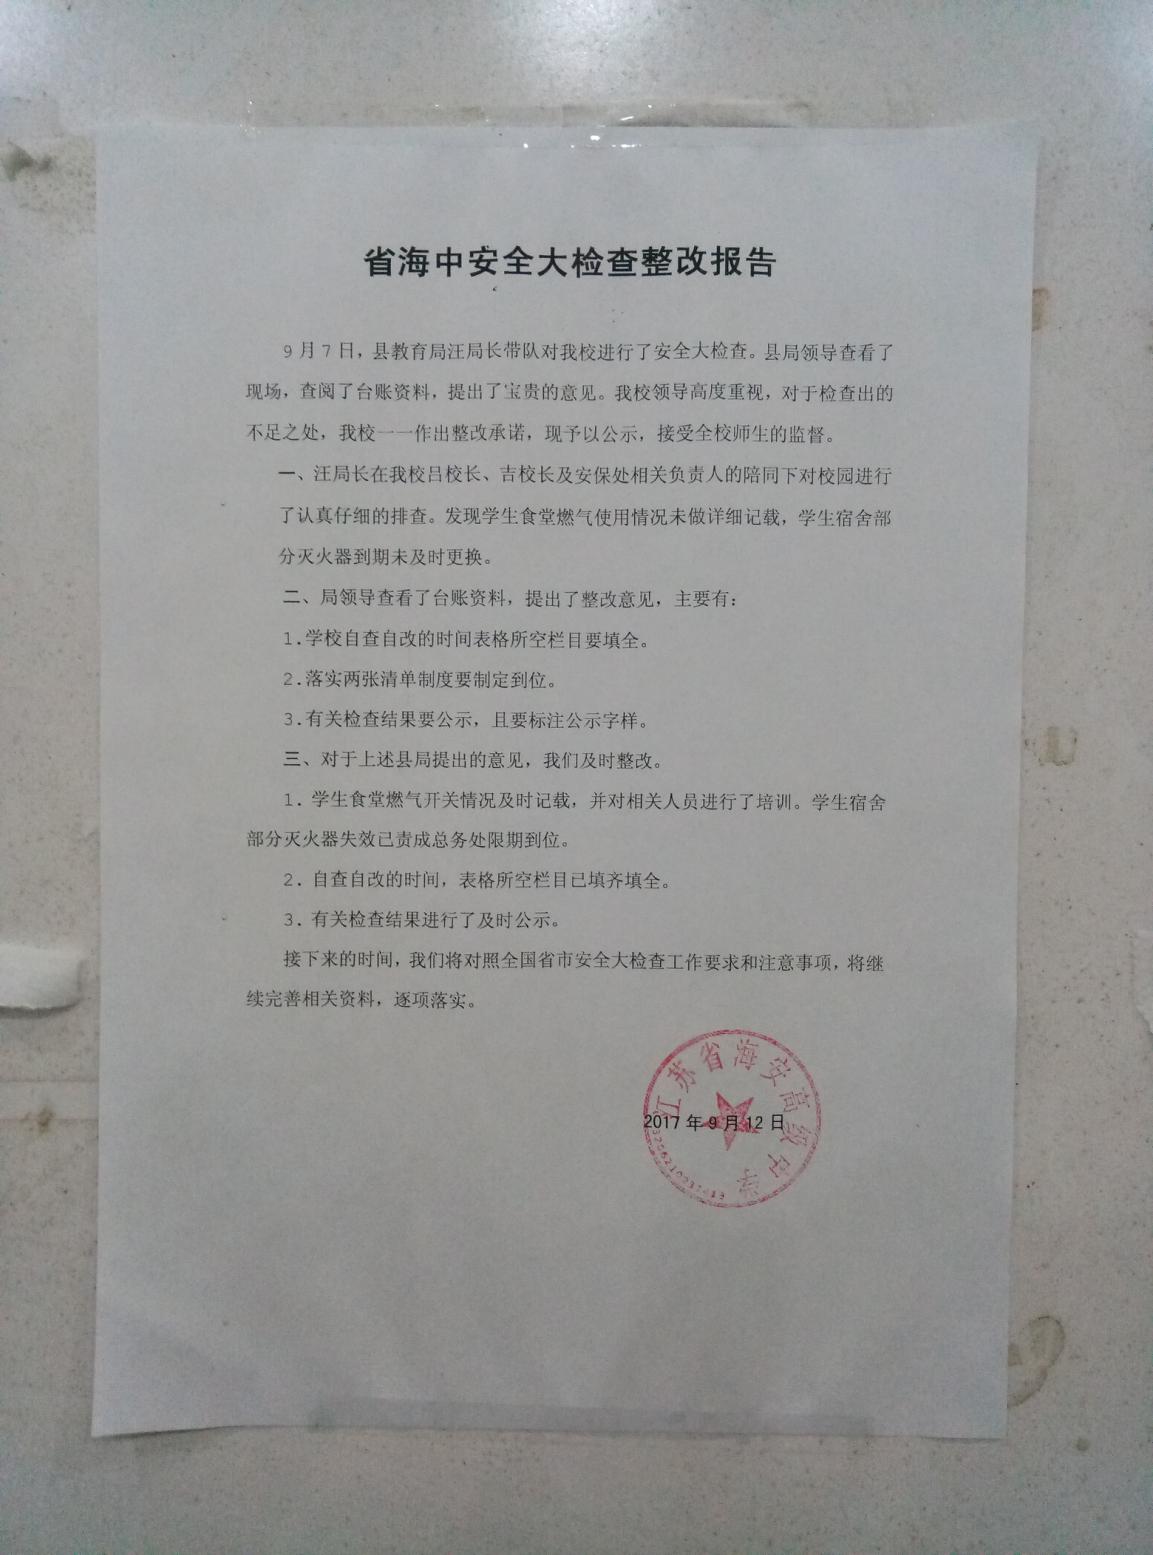 省海中安全大检查整改报告
9月7日，县教育局汪局长带队对我校进行了安全大检查。县局领导查看了
现场，查阅了台账资料，提出了宝贵的意见。我校领导高度重视，对于检查出的
不足之处，我校一一作出整改承诺，现予以公示，接受全校师生的监督。
一、汪局长在我校吕校长、吉校长及安保处相关负责人的陪同下对校园进行
了认真仔细的排查。发现学生食堂燃气使用情况未做详细记载，学生宿舍部
分灭火器到期未及时更换。
二、局领导查看了台账资料，提出了整改意见，主要有：
1.学校自查自改的时间表格所空栏目要填全。
2.落实两张清单制度要制定到位。
3.有关检查结果要公示，且要标注公示字样。
三、对于上述县局提出的意见，我们及时整改。
1. 学生食堂燃气开关情况及时记载，并对相关人员进行了培训。学生宿舍
部分灭火器失效已责成总务处限期到位。
2. 自查自改的时间，表格所空栏目已填齐填全。
3. 有关检查结果进行了及时公示。
接下来的时间，我们将对照全国省市安全大检查工作要求和注意事项，将继
续完善相关资料，逐项落实。
江苏省海安高级中学
2017年9月12日